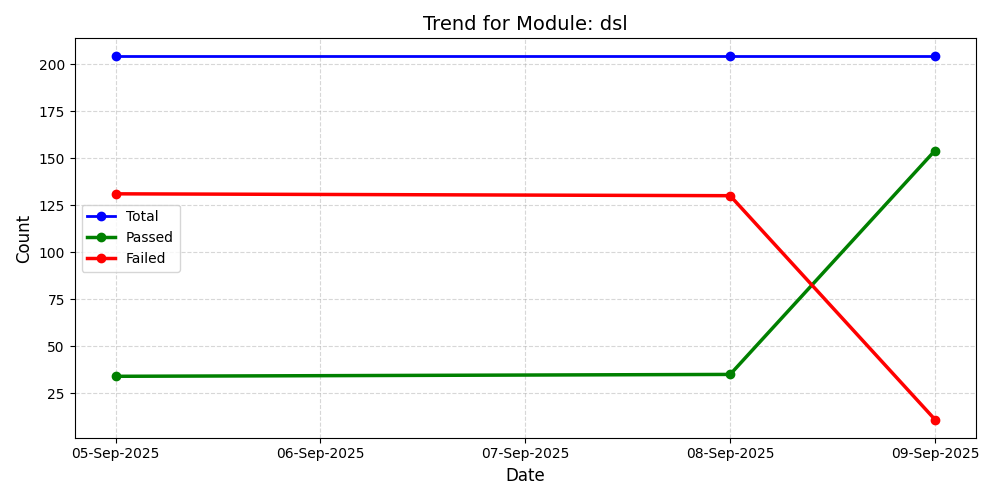 Trend for Module: dsl
200
175
150
125
100
75
50
25
Count
Total
Passed
Failed
05-Sep-2025
06-Sep-2025
07-Sep-2025
08-Sep-2025
09-Sep-2025
Date